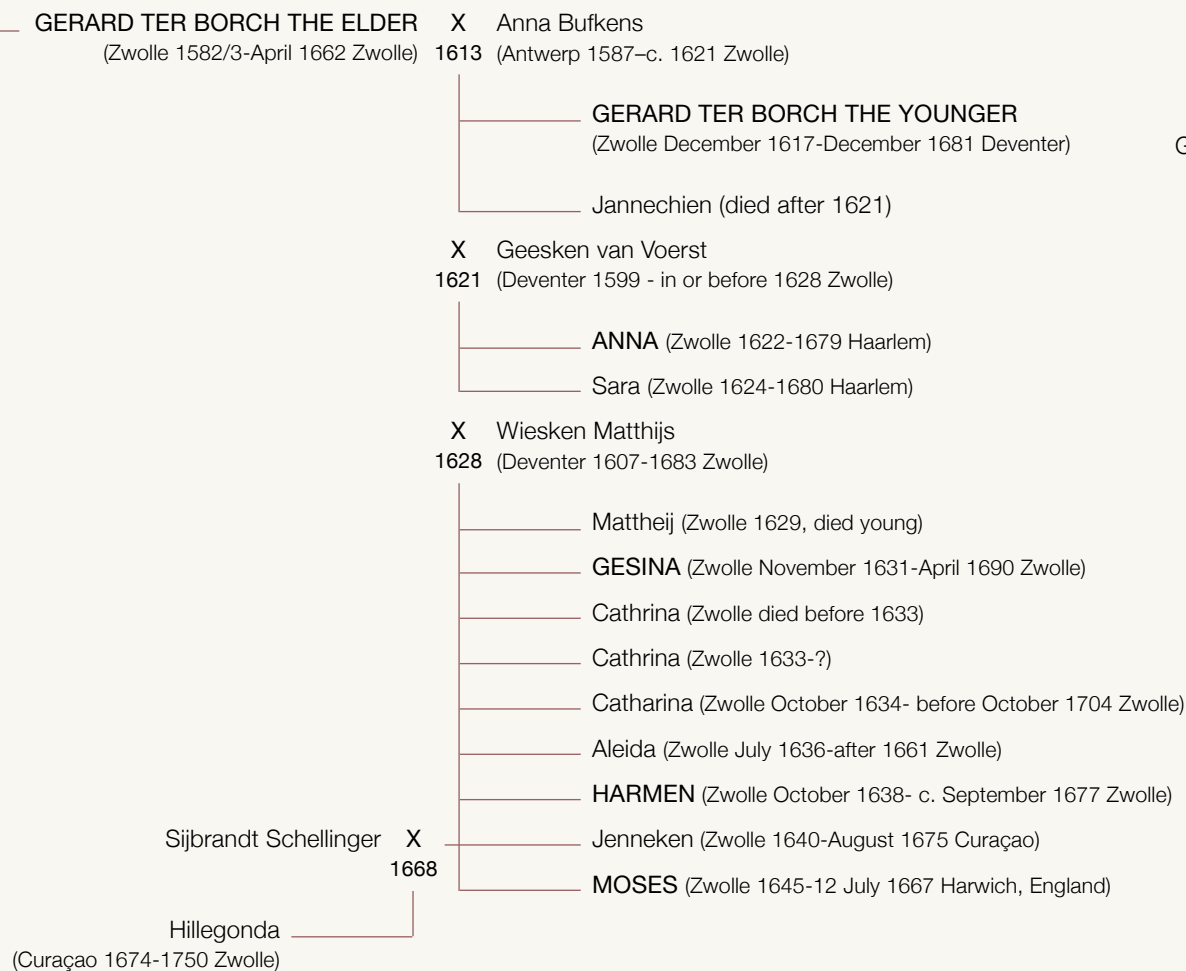 GERARD TER BORCH THE ELDER X Anna Bufkens
(Zwolle 1582/3-April 1662 Zwolle) 1613 (Antwerp 1587–c. 1621 Zwolle)
GERARD TER BORCH THE YOUNGER
(Zwolle December 1617-December 1681 Deventer)
G
Jannechien (died after 1621)
X Geesken van Voerst
1621 (Deventer 1599 - in or before 1628 Zwolle)
ANNA (Zwolle 1622-1679 Haarlem)
Sara (Zwolle 1624-1680 Haarlem)
X Wiesken Matthijs
1628 (Deventer 1607-1683 Zwolle)
Mattheij (Zwolle 1629, died young)
GESINA (Zwolle November 1631-April 1690 Zwolle)
Cathrina (Zwolle died before 1633)
Cathrina (Zwolle 1633-?)
Catharina (Zwolle October 1634- before October 1704 Zwolle)
Aleida (Zwolle July 1636-after 1661 Zwolle)
HARMEN (Zwolle October 1638- c. September 1677 Zwolle)
Sijbrandt Schellinger X Jenneken (Zwolle 1640-August 1675 Curaçao)
1668
MOSES (Zwolle 1645-12 July 1667 Harwich, England)
Hillegonda
(Curaçao 1674-1750 Zwolle)